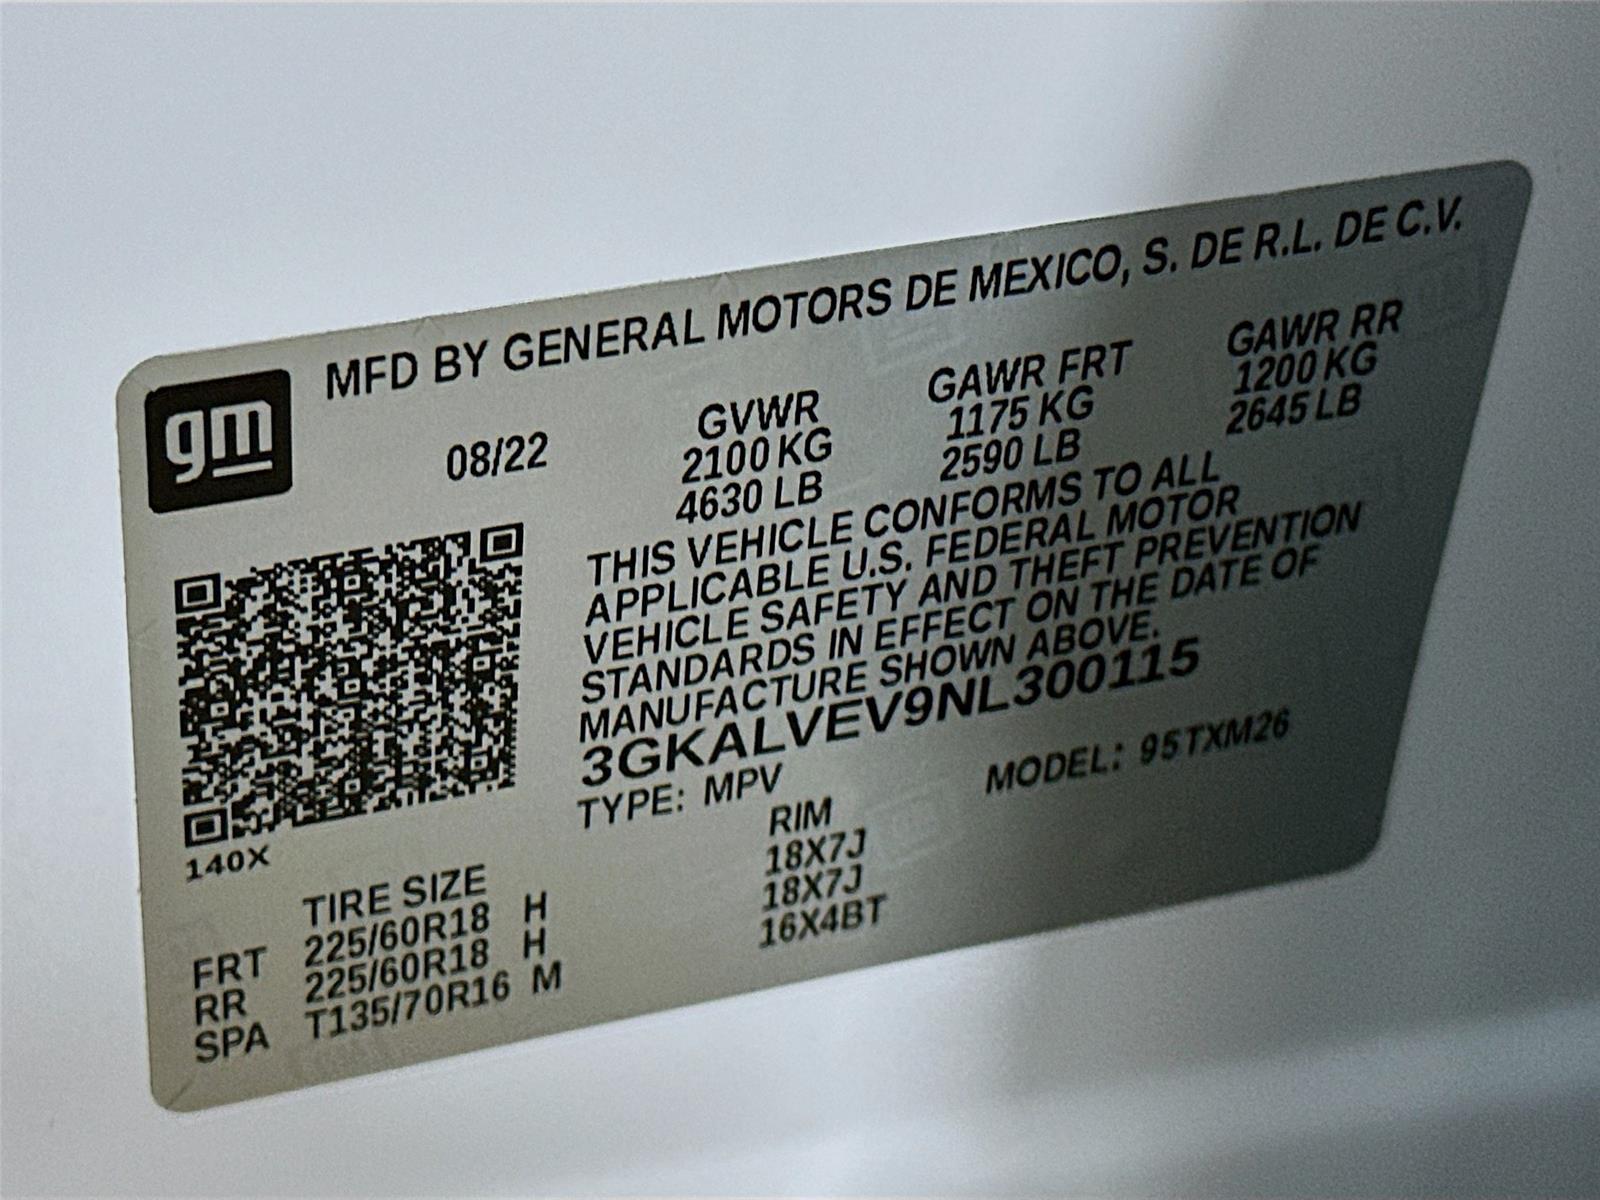 gm
MFD BY GENERAL MOTORS DE MEXICO, S. DE R.L. DE C.V.
08/22
GVWR
2100 KG
4630 LB
GAWR FRT
1175 KG
2590 LB
GAWR RR
1200 KG
2645 LB
THIS VEHICLE CONFORMS TO ALL
APPLICABLE U.S. FEDERAL MOTOR
VEHICLE SAFETY AND THEFT PREVENTION
STANDARDS IN EFFECT ON THE DATE OF
MANUFACTURE SHOWN ABOVE.
3GKALVEV9NL300115
TYPE: MPV
MODEL: 95TXM26
140X
TIRE SIZE
RIM
FRT 225/60R18 H 18X7J
RR 225/60R18 H 18X7J
SPA T135/70R16 M 16X4BT